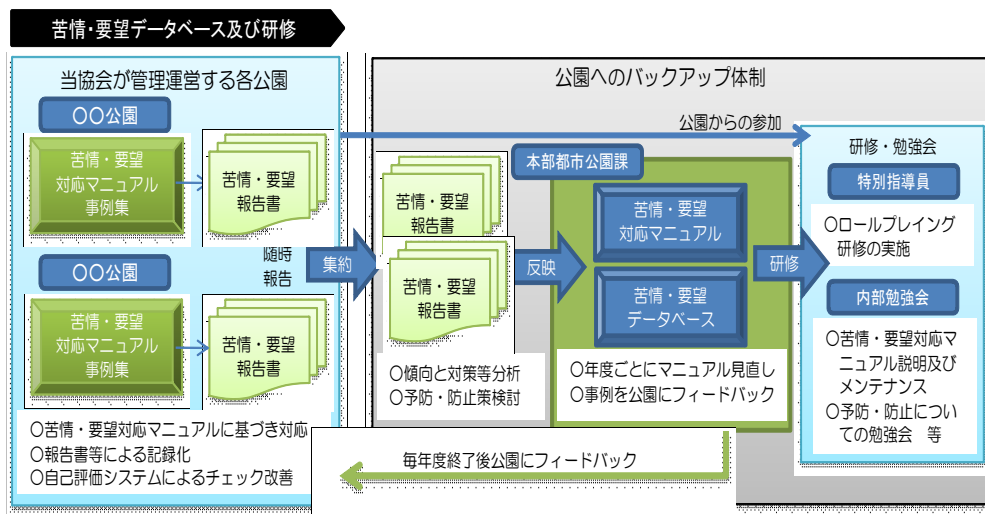 苦情・要望データベース及び研修
当協会が管理運営する各公園
〇〇公園
苦情・要望
対応マニュアル
事例集
苦情・要望
報告書
随時
報告
〇〇公園
苦情・要望
対応マニュアル
事例集
苦情・要望
報告書
〇苦情・要望対応マニュアルに基づき対応
〇報告書等による記録化
〇自己評価システムによるチェック改善
集約
公園へのバックアップ体制
公園からの参加
苦情・要望
報告書
苦情・要望
報告書
〇傾向と対策等分析
〇予防・防止策検討
反映
本部都市公園課
苦情・要望
対応マニュアル
苦情・要望
データベース
〇年度ごとにマニュアル見直し
〇事例を公園にフィードバック
研修
研修・勉強会
特別指導員
〇ロールプレイング
研修の実施
内部勉強会
〇苦情・要望対応マ
ニュアル説明及び
メンテナンス
〇予防・防止につい
ての勉強会　等
毎年度終了後公園にフィードバック